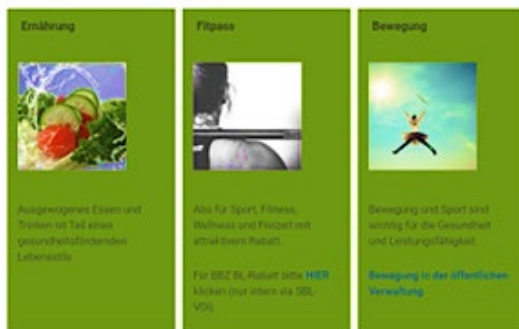 Ernährung
Ausgewogenes Essen und
Trinken ist Teil eines
gesundheitsfördernden
Lebensstils
Fitpass
Abo für Sport, Fitness,
Wellness und Freizeit mit
attraktivem Rabatt.
Für BBZ BL-Rabatt bitte HIER
klicken (nur intern via SBL-
VDI)
Bewegung
Bewegung und Sport sind
wichtig für die Gesundheit
und Leistungsfähigkeit.
Bewegung in der öffentlichen
Verwaltung